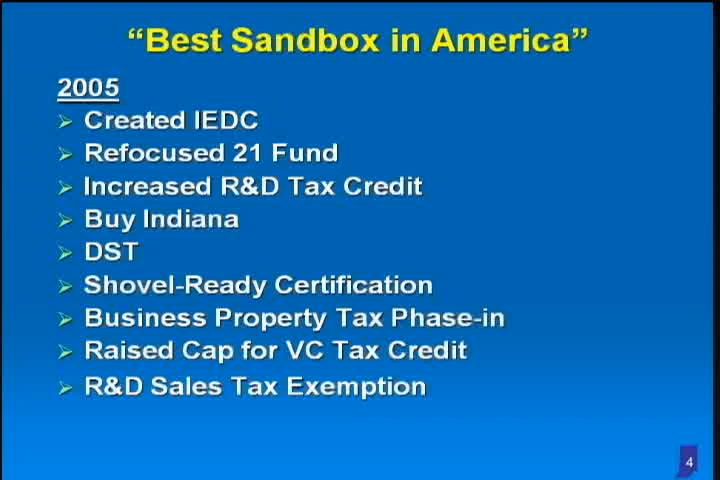 “Best Sandbox in America”
2005
Created IEDC
Refocused 21 Fund
Increased R&D Tax Credit
Buy Indiana
DST
Shovel-Ready Certification
Business Property Tax Phase-in
Raised Cap for VC Tax Credit
R&D Sales Tax Exemption
4